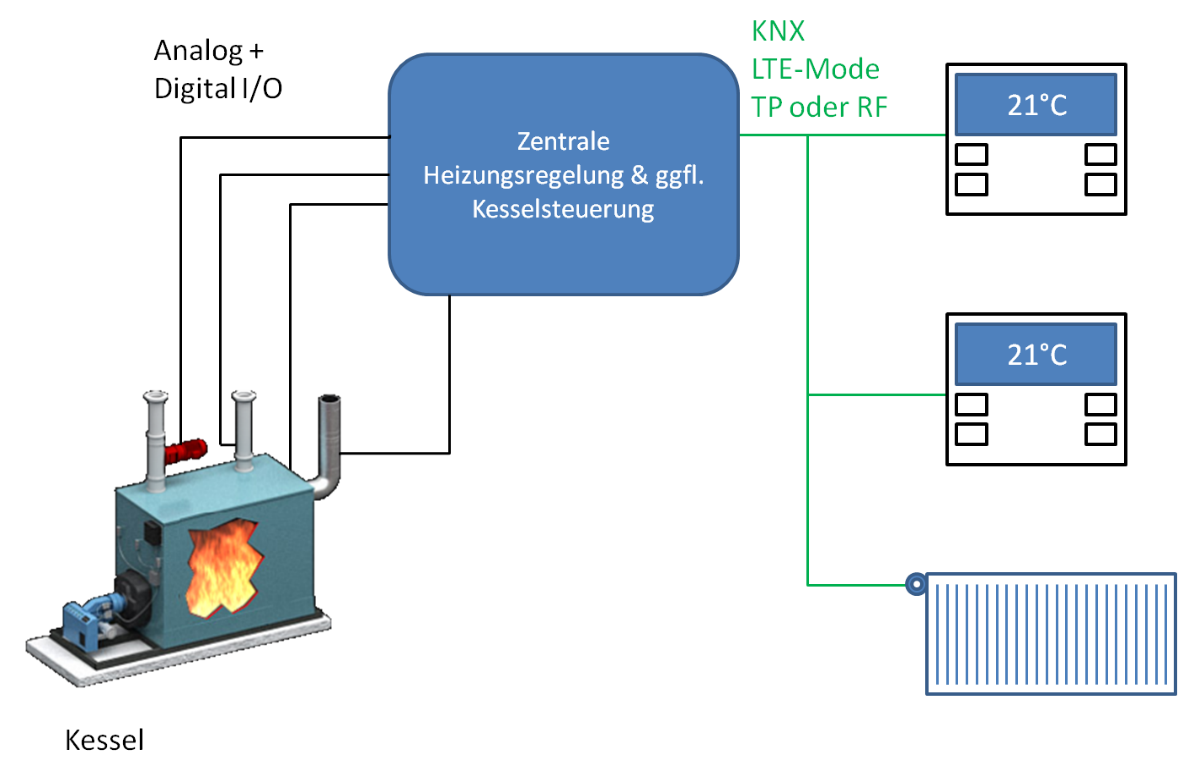 Analog +
Digital I/O
Zentrale
Heizungsregelung & ggfl.
Kesselsteuerung
KNX
LTE-Mode
TP oder RF
21°C
21°C
Kessel